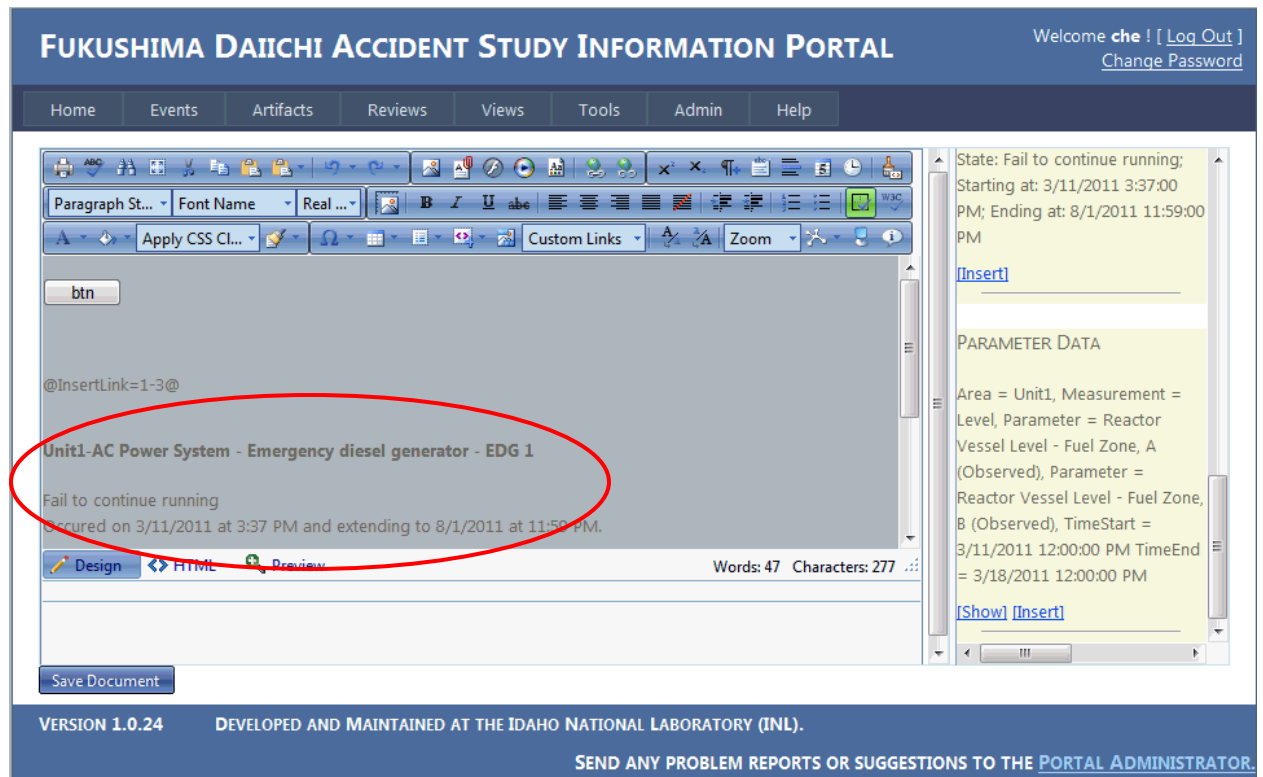 FUKUSHIMA DAIICHI ACCIDENT STUDY INFORMATION PORTAL
Welcome che ! [ Log Out ]
Change Password
Home Events Artifacts Reviews Views Tools Admin Help
Paragraph St... Font Name Real ... B I U abc W3C
A Apply CSS Cl... Ω Custom Links Zoom
btn
@InsertLink=1-3@
Unit1-AC Power System - Emergency diesel generator - EDG 1
Fail to continue running
Occured on 3/11/2011 at 3:37 PM and extending to 8/1/2011 at 11:59 PM.
Design HTML Preview Words: 47 Characters: 277
State: Fail to continue running;
Starting at: 3/11/2011 3:37:00
PM; Ending at: 8/1/2011 11:59:00
PM
[Insert]
PARAMETER DATA
Area = Unit1, Measurement =
Level, Parameter = Reactor
Vessel Level - Fuel Zone, A
(Observed), Parameter =
Reactor Vessel Level - Fuel Zone,
B (Observed), TimeStart =
3/11/2011 12:00:00 PM TimeEnd
= 3/18/2011 12:00:00 PM
[Show] [Insert]
Save Document
VERSION 1.0.24 DEVELOPED AND MAINTAINED AT THE IDAHO NATIONAL LABORATORY (INL).
SEND ANY PROBLEM REPORTS OR SUGGESTIONS TO THE PORTAL ADMINISTRATOR.